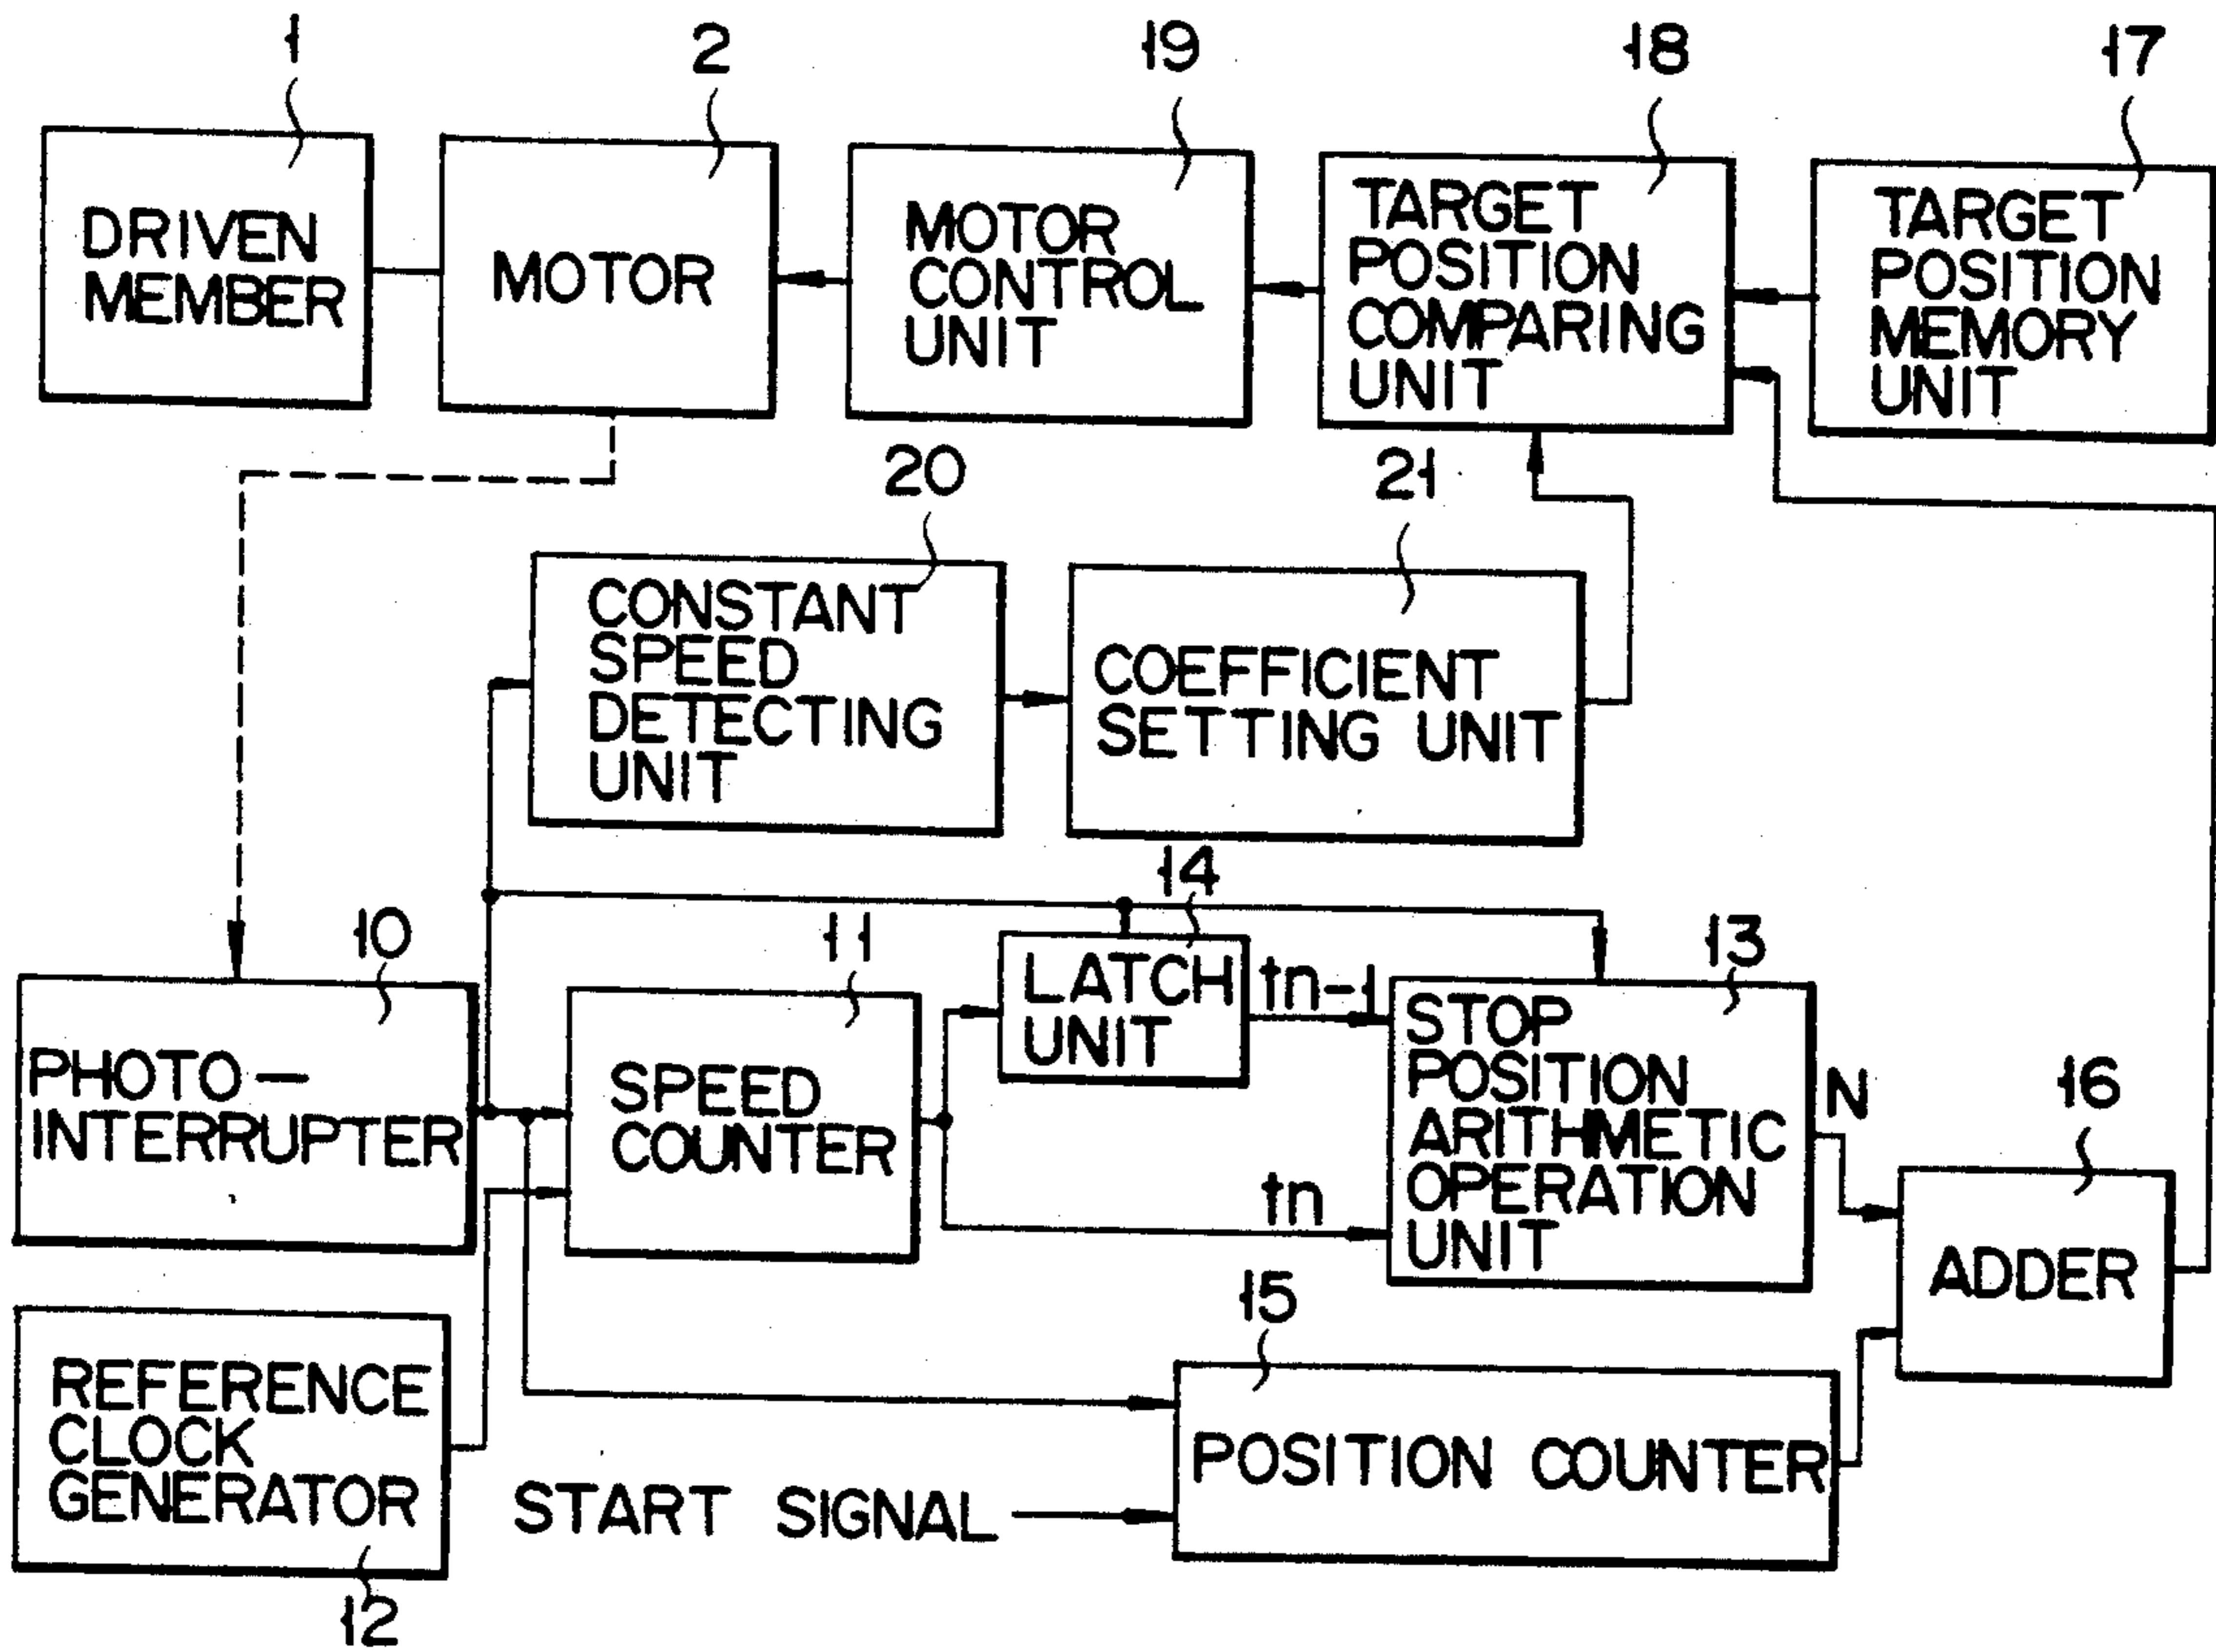 1
2
19
18
17
DRIVEN
MEMBER
MOTOR
MOTOR
CONTROL
UNIT
TARGET
POSITION
COMPARING
UNIT
TARGET
POSITION
MEMORY
UNIT
20
21
CONSTANT
SPEED
DETECTING
UNIT
COEFFICIENT
SETTING UNIT
10
11
14
13
PHOTO-
INTERRUPTER
SPEED
COUNTER
LATCH
UNIT
tn-1
tn
STOP
POSITION
ARITHMETIC
OPERATION
UNIT
N
16
ADDER
15
REFERENCE
CLOCK
GENERATOR
START SIGNAL
POSITION COUNTER
12